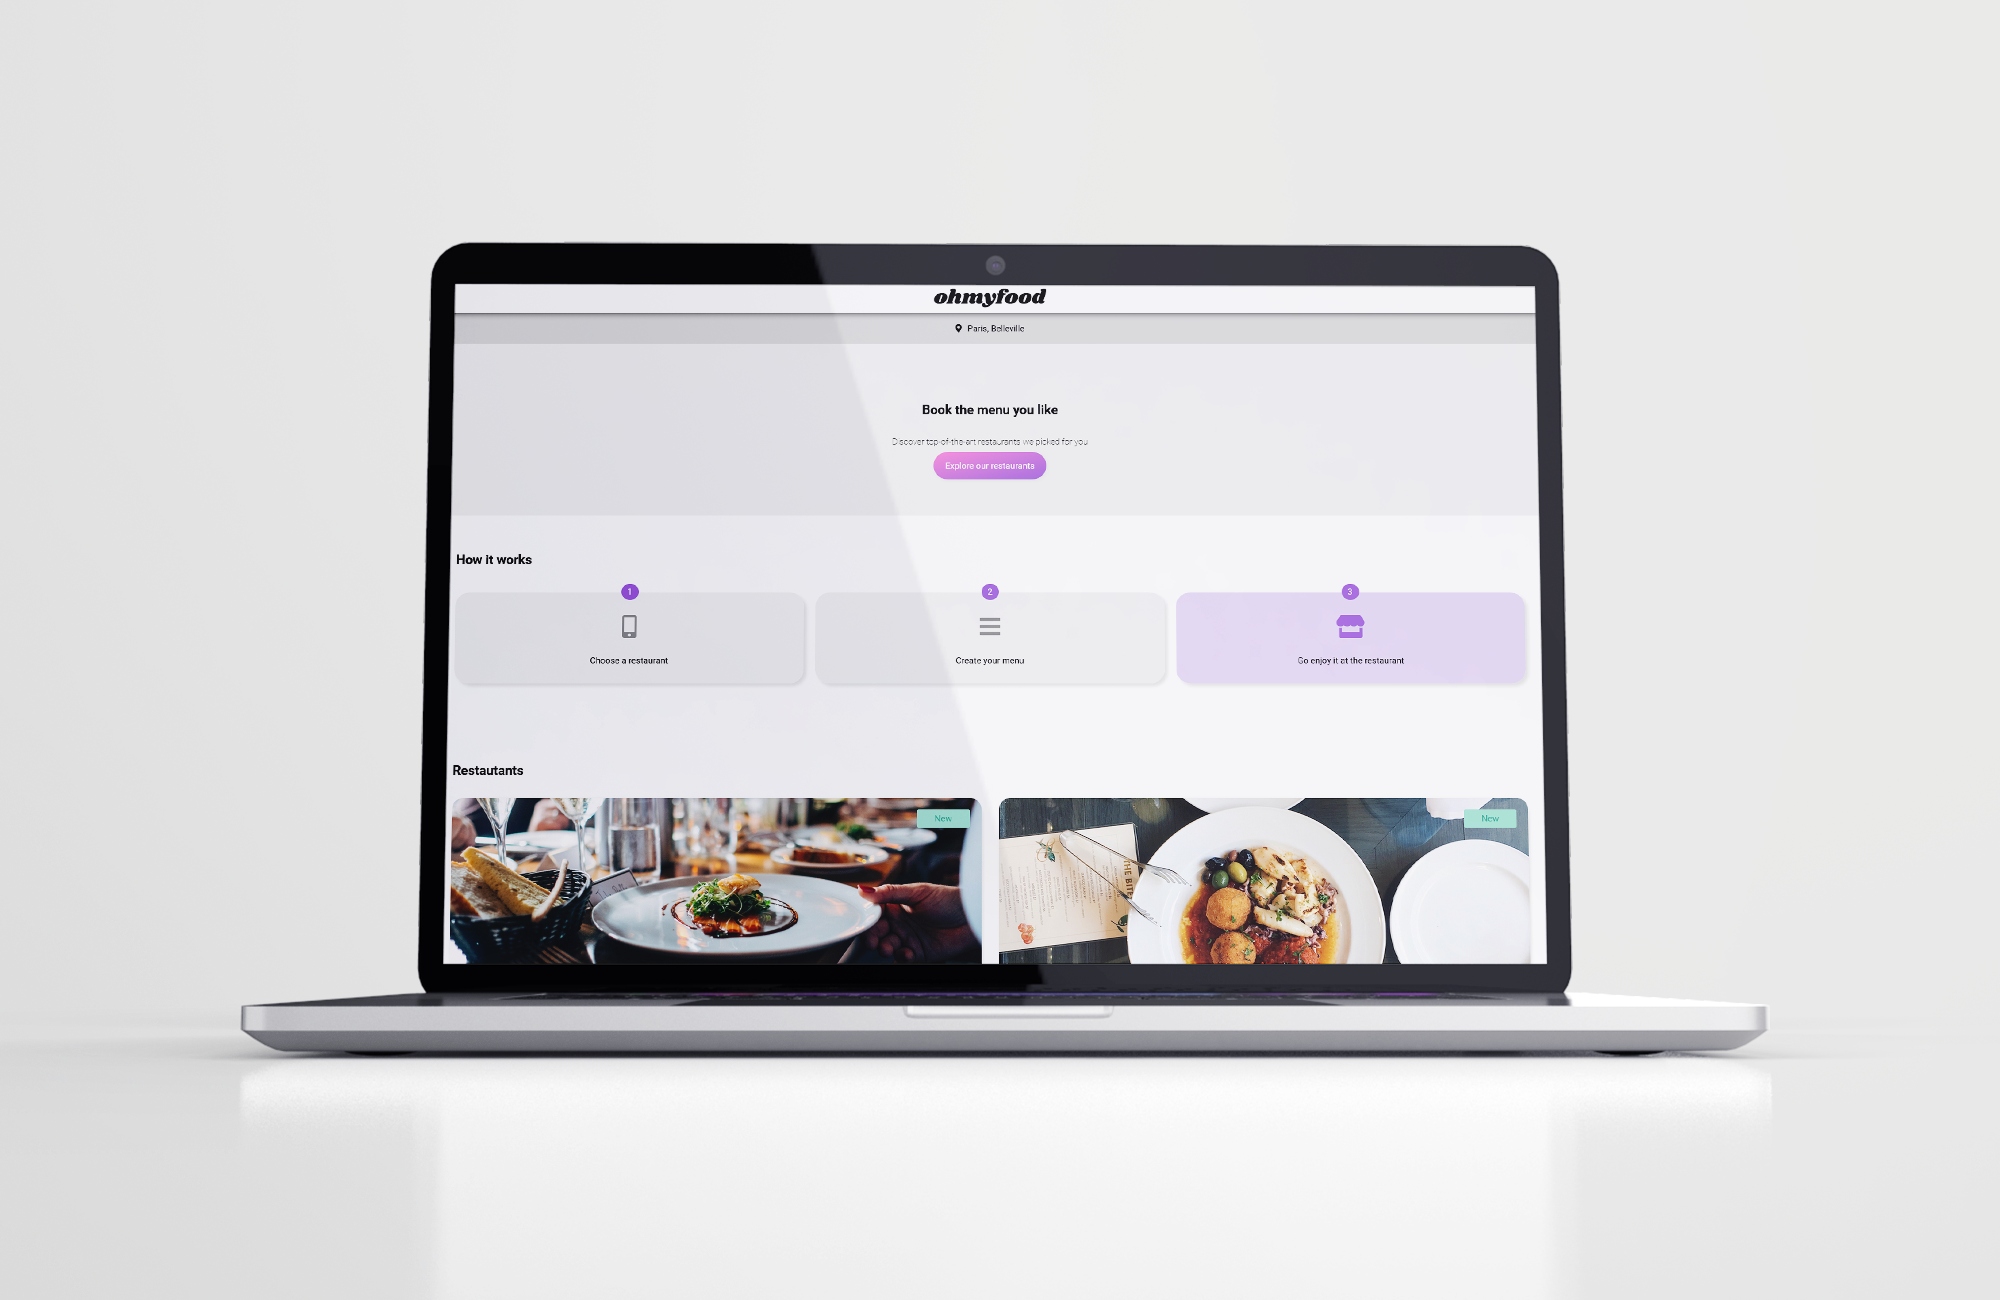 ohmyfood
Paris, Belleville
Book the menu you like
Discover top-of-the-art restaurants we picked for you
Explore our restaurants
How it works
1
2
3
Choose a restaurant
Create your menu
Go enjoy it at the restaurant
Restautants
New
New
THE BITE